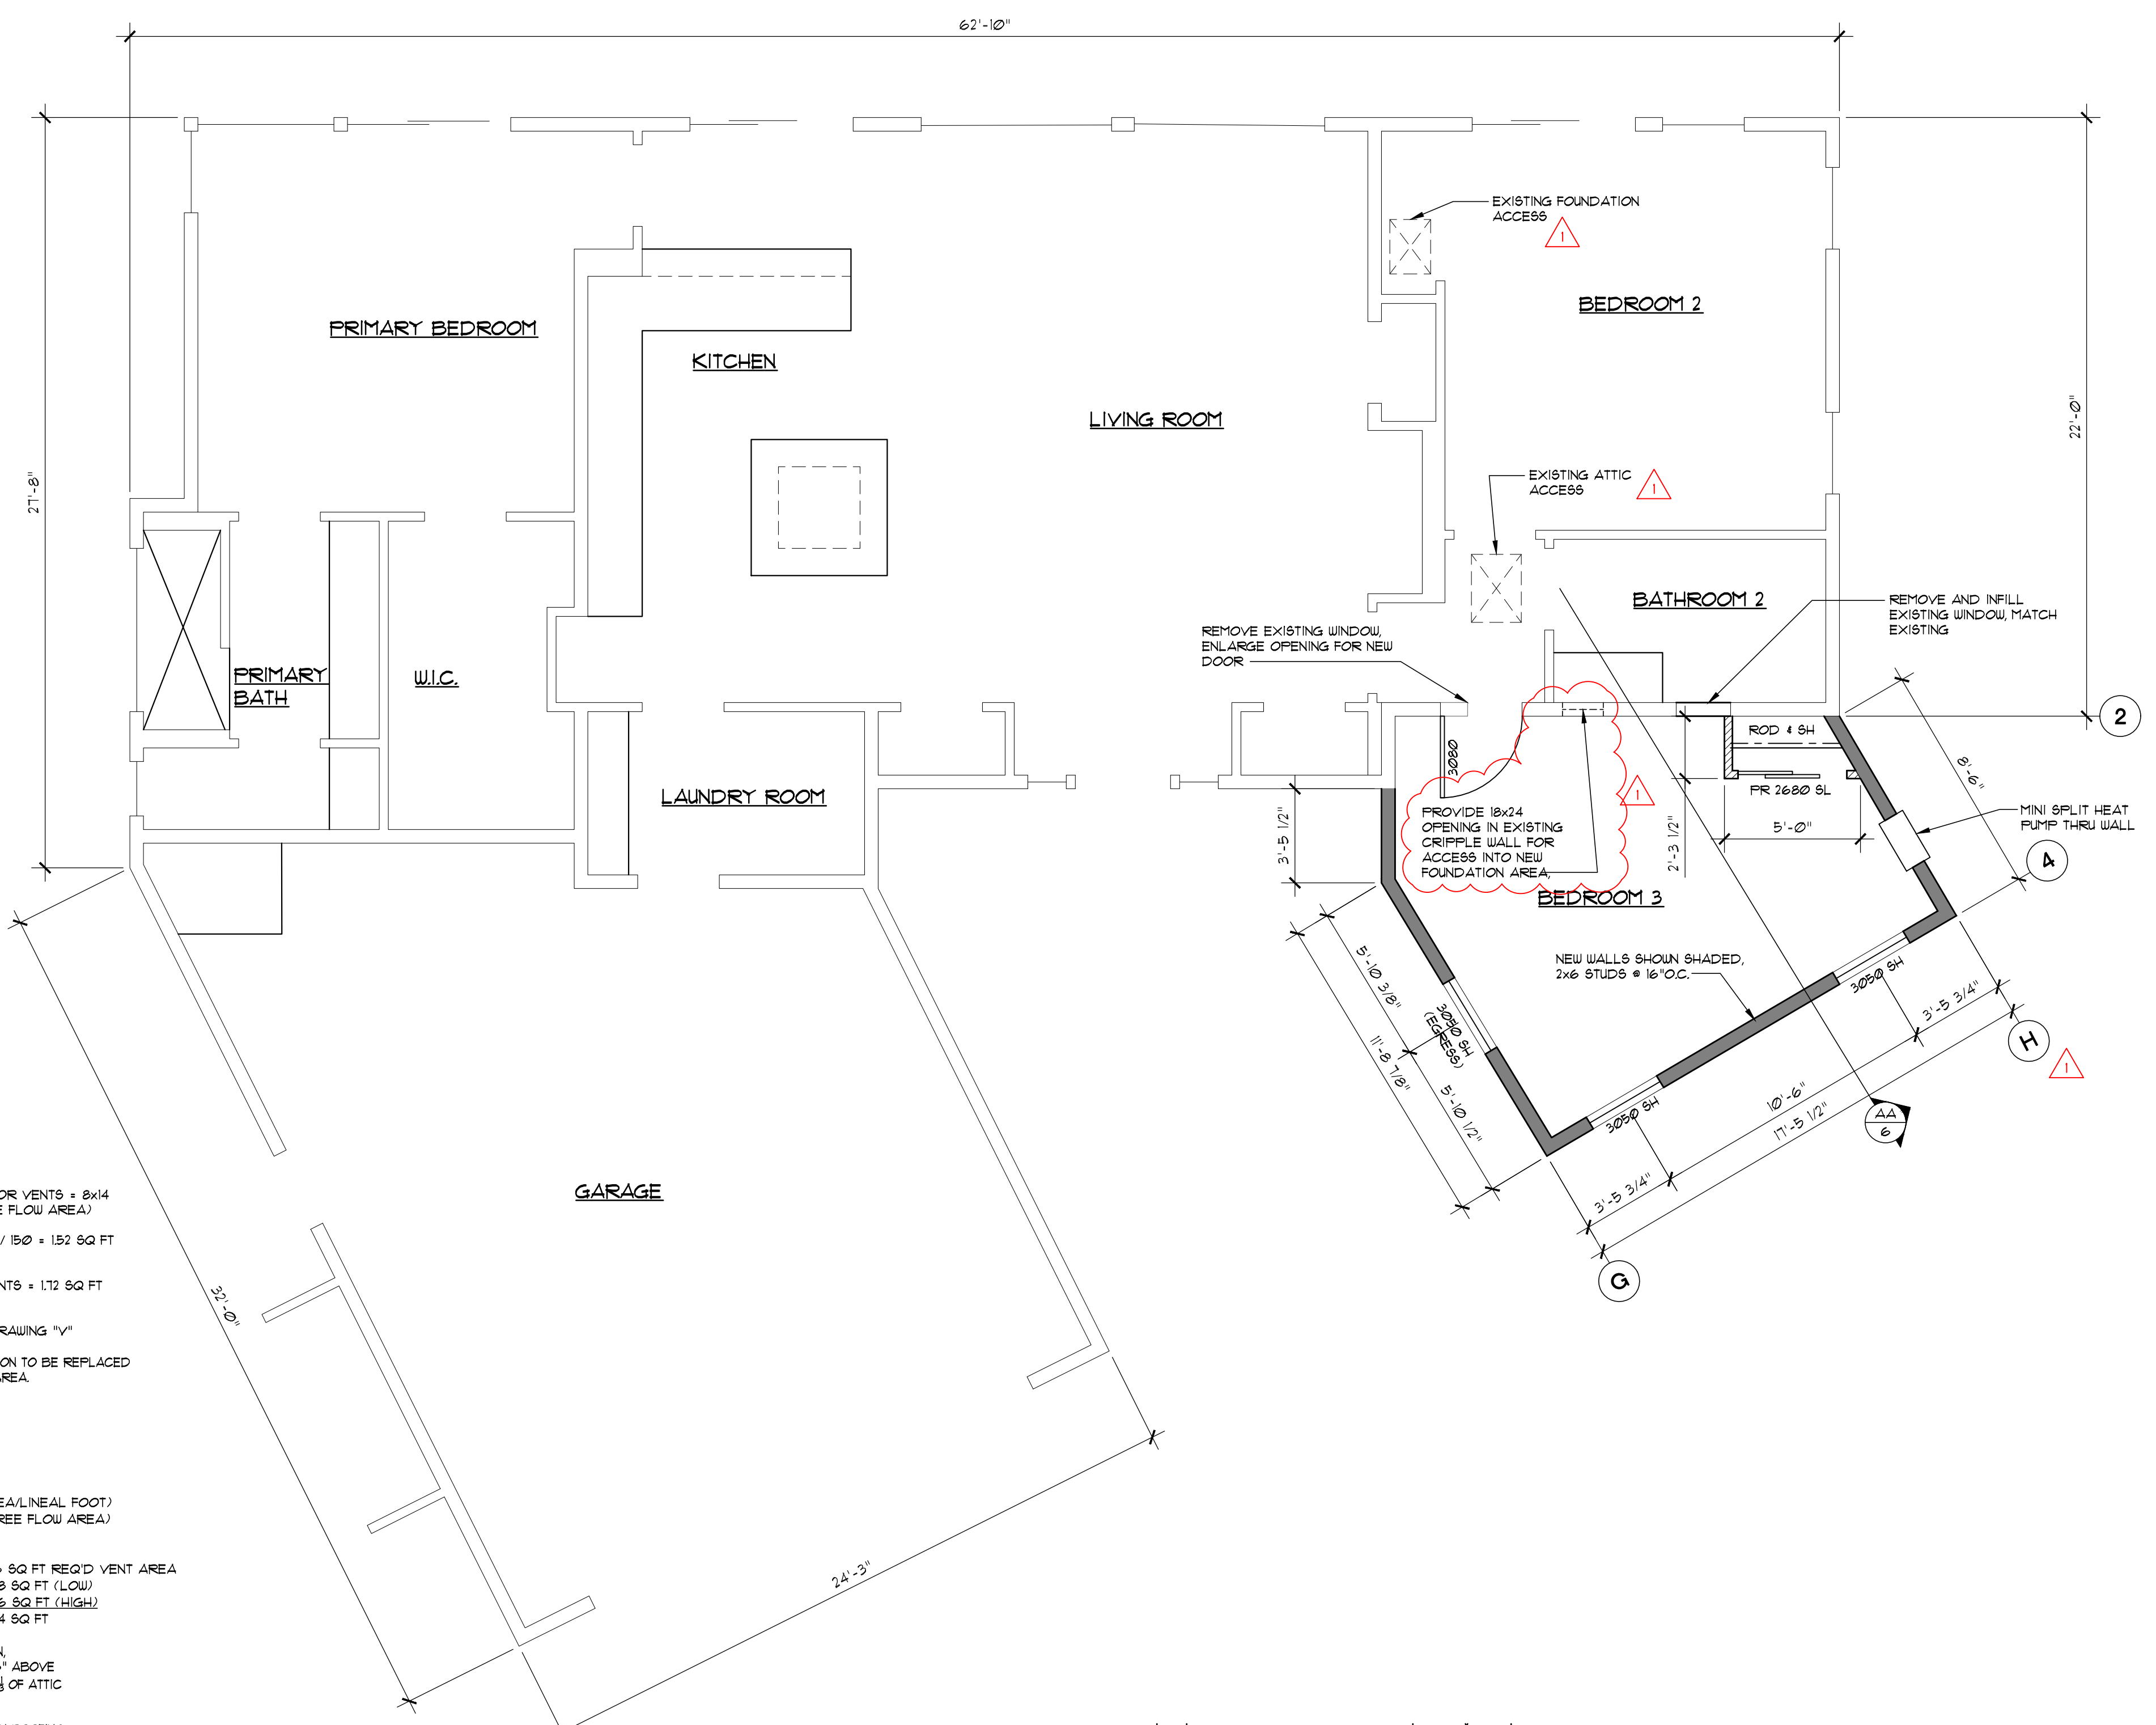 62'-10"
27'-8"
22'-0"
EXISTING FOUNDATION
ACCESS
1
BEDROOM 2
PRIMARY BEDROOM
KITCHEN
LIVING ROOM
EXISTING ATTIC
ACCESS
1
BATHROOM 2
REMOVE AND INFILL
EXISTING WINDOW, MATCH
EXISTING
REMOVE EXISTING WINDOW,
ENLARGE OPENING FOR NEW
DOOR
PRIMARY
BATH
W.I.C.
2
ROD & SH
3080
8'-6"
LAUNDRY ROOM
PR 2680 SL
1
MINI SPLIT HEAT
PUMP THRU WALL
PROVIDE 18x24
OPENING IN EXISTING
CRIPPLE WALL FOR
ACCESS INTO NEW
FOUNDATION AREA,
3'-5 1/2"
2'-3 1/2"
5'-0"
4
BEDROOM 3
NEW WALLS SHOWN SHADED,
2x6 STUDS @ 16"O.C.
5'-10 3/8"
3050 SH
(EGRESS)
3050 SH
3'-5 3/4"
11'-8 7/8"
5'-10 1/2"
H
1
3050 SH
10'-6"
17'-5 1/2"
AA
6
3'-5 3/4"
G
GARAGE
32'-0"
24'-3"
OR VENTS = 8x14
FLOW AREA)
/ 150 = 1.52 SQ FT
NTS = 1.72 SQ FT
RAWING "V"
ON TO BE REPLACED
AREA.
EA/LINEAL FOOT)
REE FLOW AREA)
SQ FT REQ'D VENT AREA
8 SQ FT (LOW)
6 SQ FT (HIGH)
4 SQ FT
" ABOVE
OF ATTIC